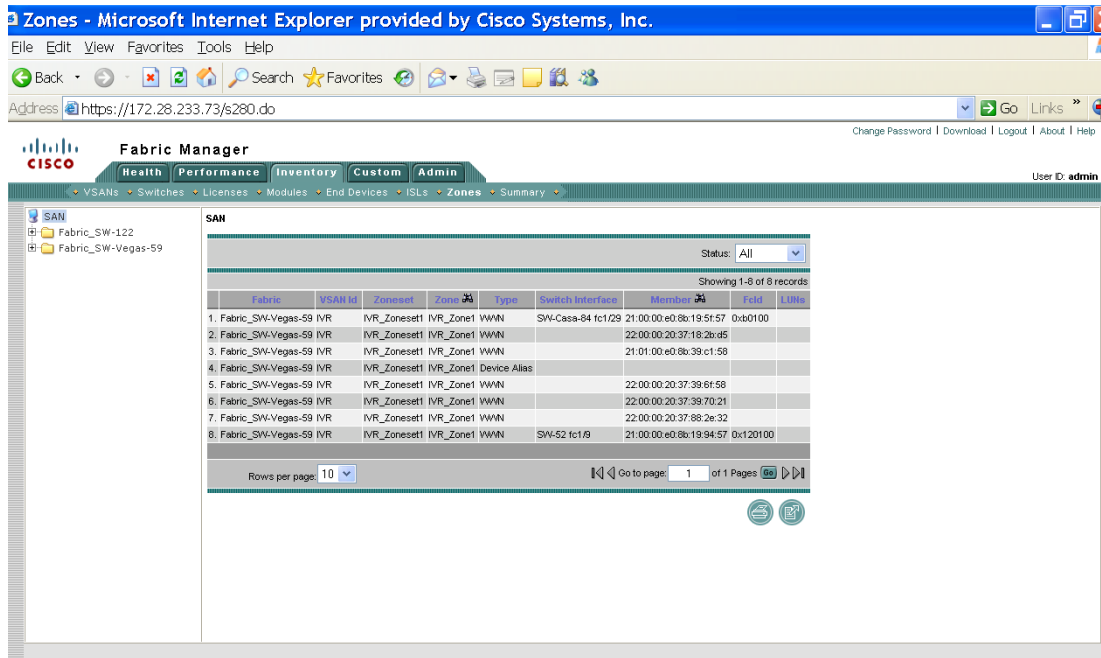 Zones - Microsoft Internet Explorer provided by Cisco Systems, Inc.
File Edit View Favorites Tools Help
Back Search Favorites
Address https://172.28.233.73/s280.do Go Links »
Change Password | Download | Logout | About | Help
CISCO Fabric Manager
Health Performance Inventory Custom Admin
User ID: admin
VSANs Switches Licenses Modules End Devices ISLs Zones Summary
SAN
Fabric_SW-122
Fabric_SW-Vegas-59
SAN
Status: All
Showing 1-8 of 8 records
Fabric VSAN Id Zoneset Zone Type Switch Interface Member FcId LUNs
1. Fabric_SW-Vegas-59 IVR IVR_Zoneset1 IVR_Zone1 WWN SW-Casa-84 fc1/29 21:00:00:e0:8b:19:5f:57 0xb0100
2. Fabric_SW-Vegas-59 IVR IVR_Zoneset1 IVR_Zone1 WWN 22:00:00:20:37:18:2b:d5
3. Fabric_SW-Vegas-59 IVR IVR_Zoneset1 IVR_Zone1 WWN 21:01:00:e0:8b:39:c1:58
4. Fabric_SW-Vegas-59 IVR IVR_Zoneset1 IVR_Zone1 Device Alias
5. Fabric_SW-Vegas-59 IVR IVR_Zoneset1 IVR_Zone1 WWN 22:00:00:20:37:39:6f:58
6. Fabric_SW-Vegas-59 IVR IVR_Zoneset1 IVR_Zone1 WWN 22:00:00:20:37:39:70:21
7. Fabric_SW-Vegas-59 IVR IVR_Zoneset1 IVR_Zone1 WWN 22:00:00:20:37:88:2e:32
8. Fabric_SW-Vegas-59 IVR IVR_Zoneset1 IVR_Zone1 WWN SW-52 fc1/9 21:00:00:e0:8b:19:94:57 0x120100
Rows per page: 10 Go to page: 1 of 1 Pages Go